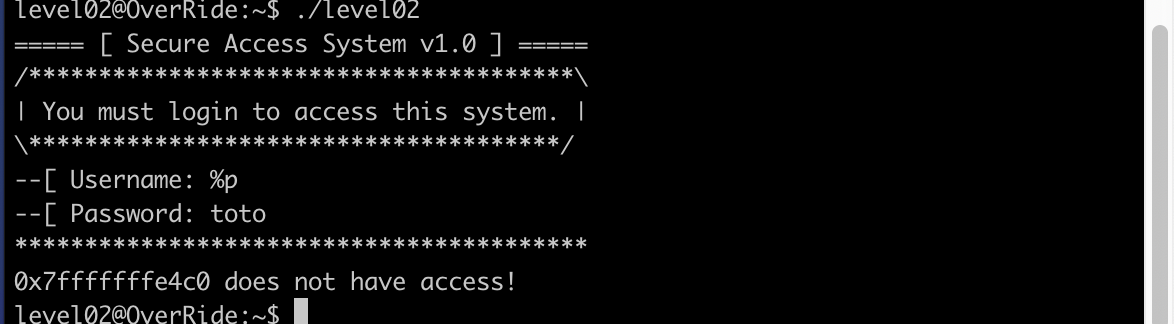 level02@OverRide:~$ ./level02
===== [ Secure Access System v1.0 ] =====
/***************************************\
| You must login to access this system. |
\**************************************/
--[ Username: %p
--[ Password: toto
*****************************************
0x7fffffffe4c0 does not have access!
level02@OverRide:~$